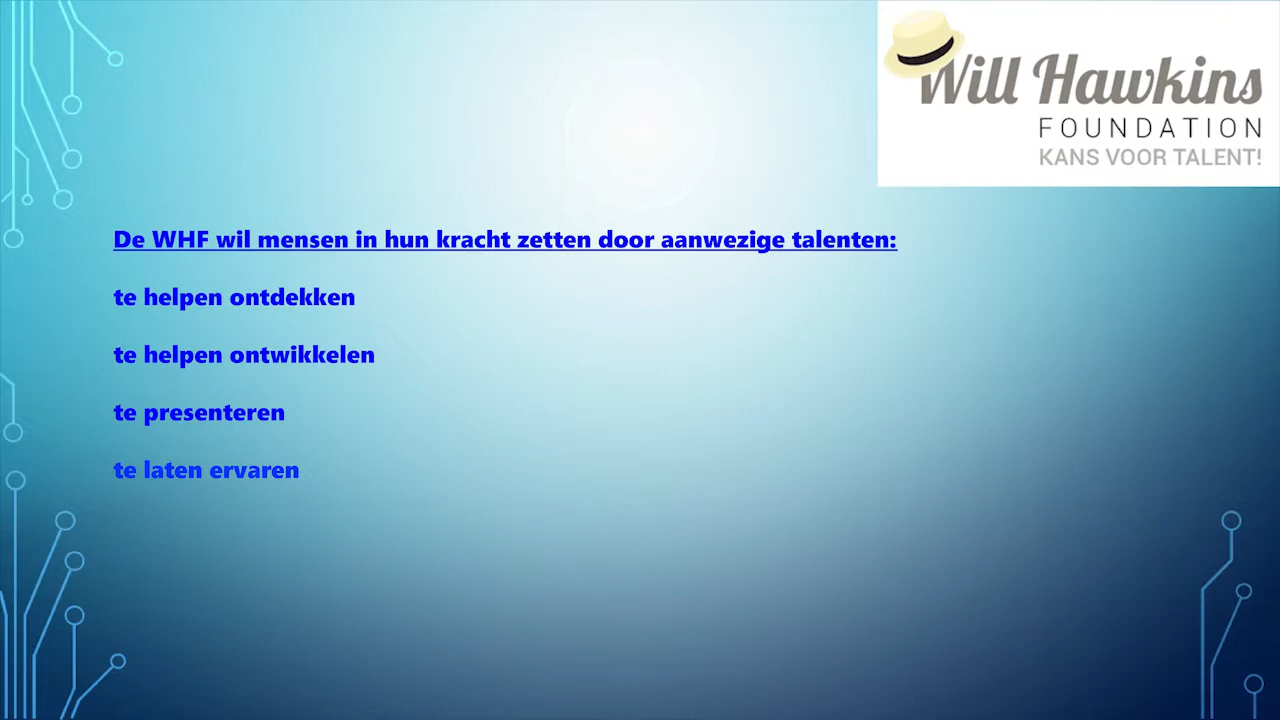 Will Hawkins
FOUNDATION
KANS VOOR TALENT!
De WHF wil mensen in hun kracht zetten door aanwezige talenten:
te helpen ontdekken
te helpen ontwikkelen
te presenteren
te laten ervaren